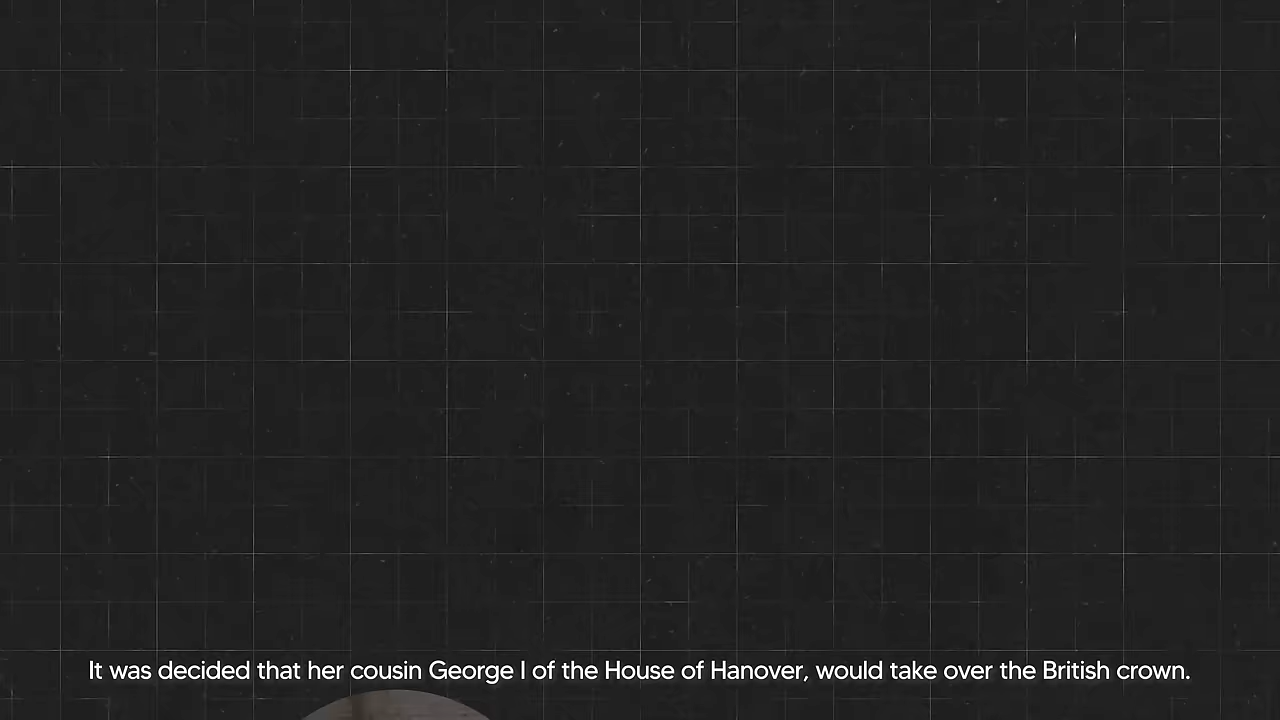 It was decided that her cousin George I of the House of Hanover, would take over the British crown.